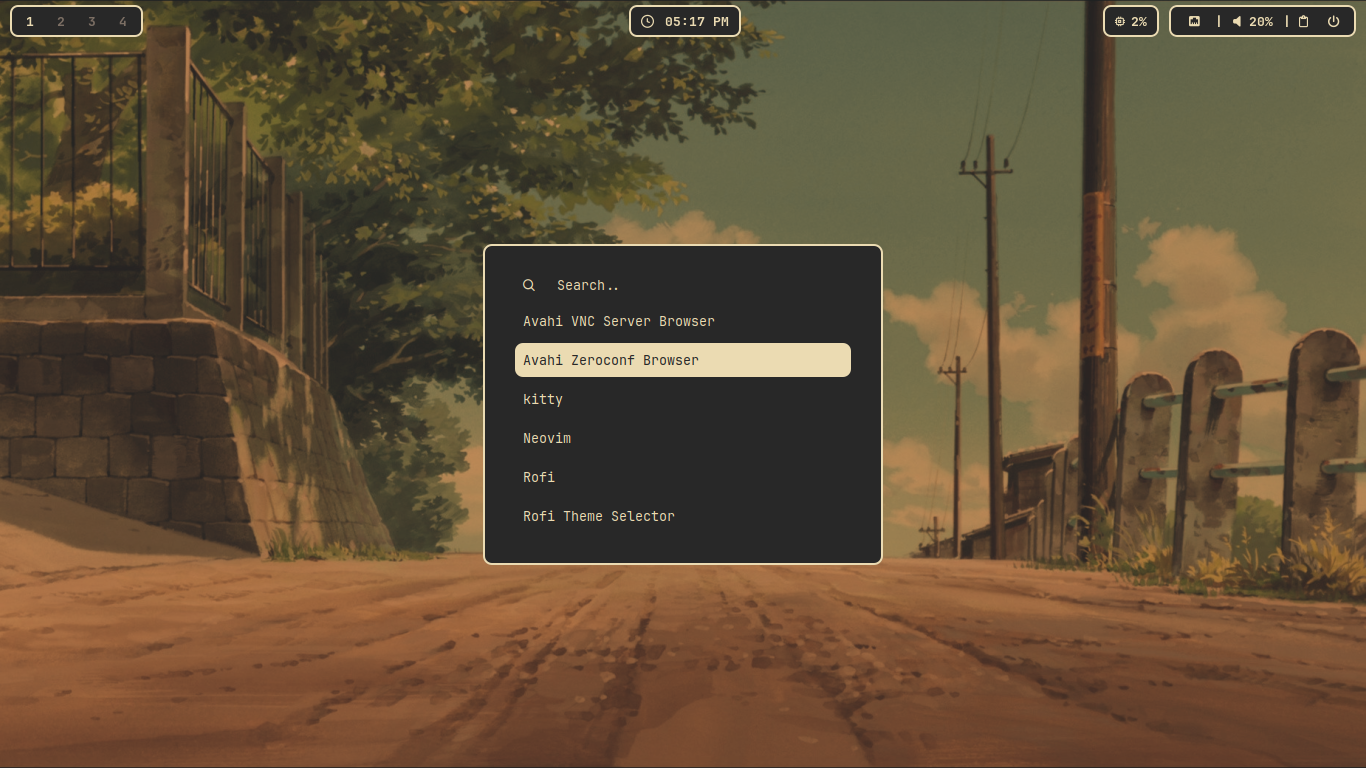 1 2 3 4
05:17 PM
2%
| 20% |
Search..
Avahi VNC Server Browser
Avahi Zeroconf Browser
kitty
Neovim
Rofi
Rofi Theme Selector